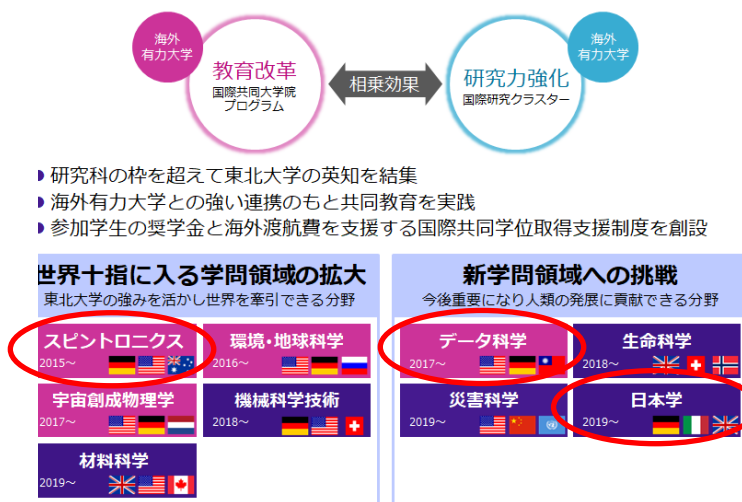 海外
有力大学
教育改革
国際共同大学院
プログラム
相乗効果
海外
有力大学
研究力強化
国際研究クラスター
研究科の枠を超えて東北大学の英知を結集
海外有力大学との強い連携のもと共同教育を実践
参加学生の奨学金と海外渡航費を支援する国際共同学位取得支援制度を創設
世界十指に入る学問領域の拡大
東北大学の強みを活かし世界を牽引できる分野
スピントロニクス
2015～
環境・地球科学
2016～
宇宙創成物理学
2017～
機械科学技術
2018～
材料科学
2019～
新学問領域への挑戦
今後重要になり人類の発展に貢献できる分野
データ科学
2017～
生命科学
2018～
災害科学
2019～
日本学
2019～